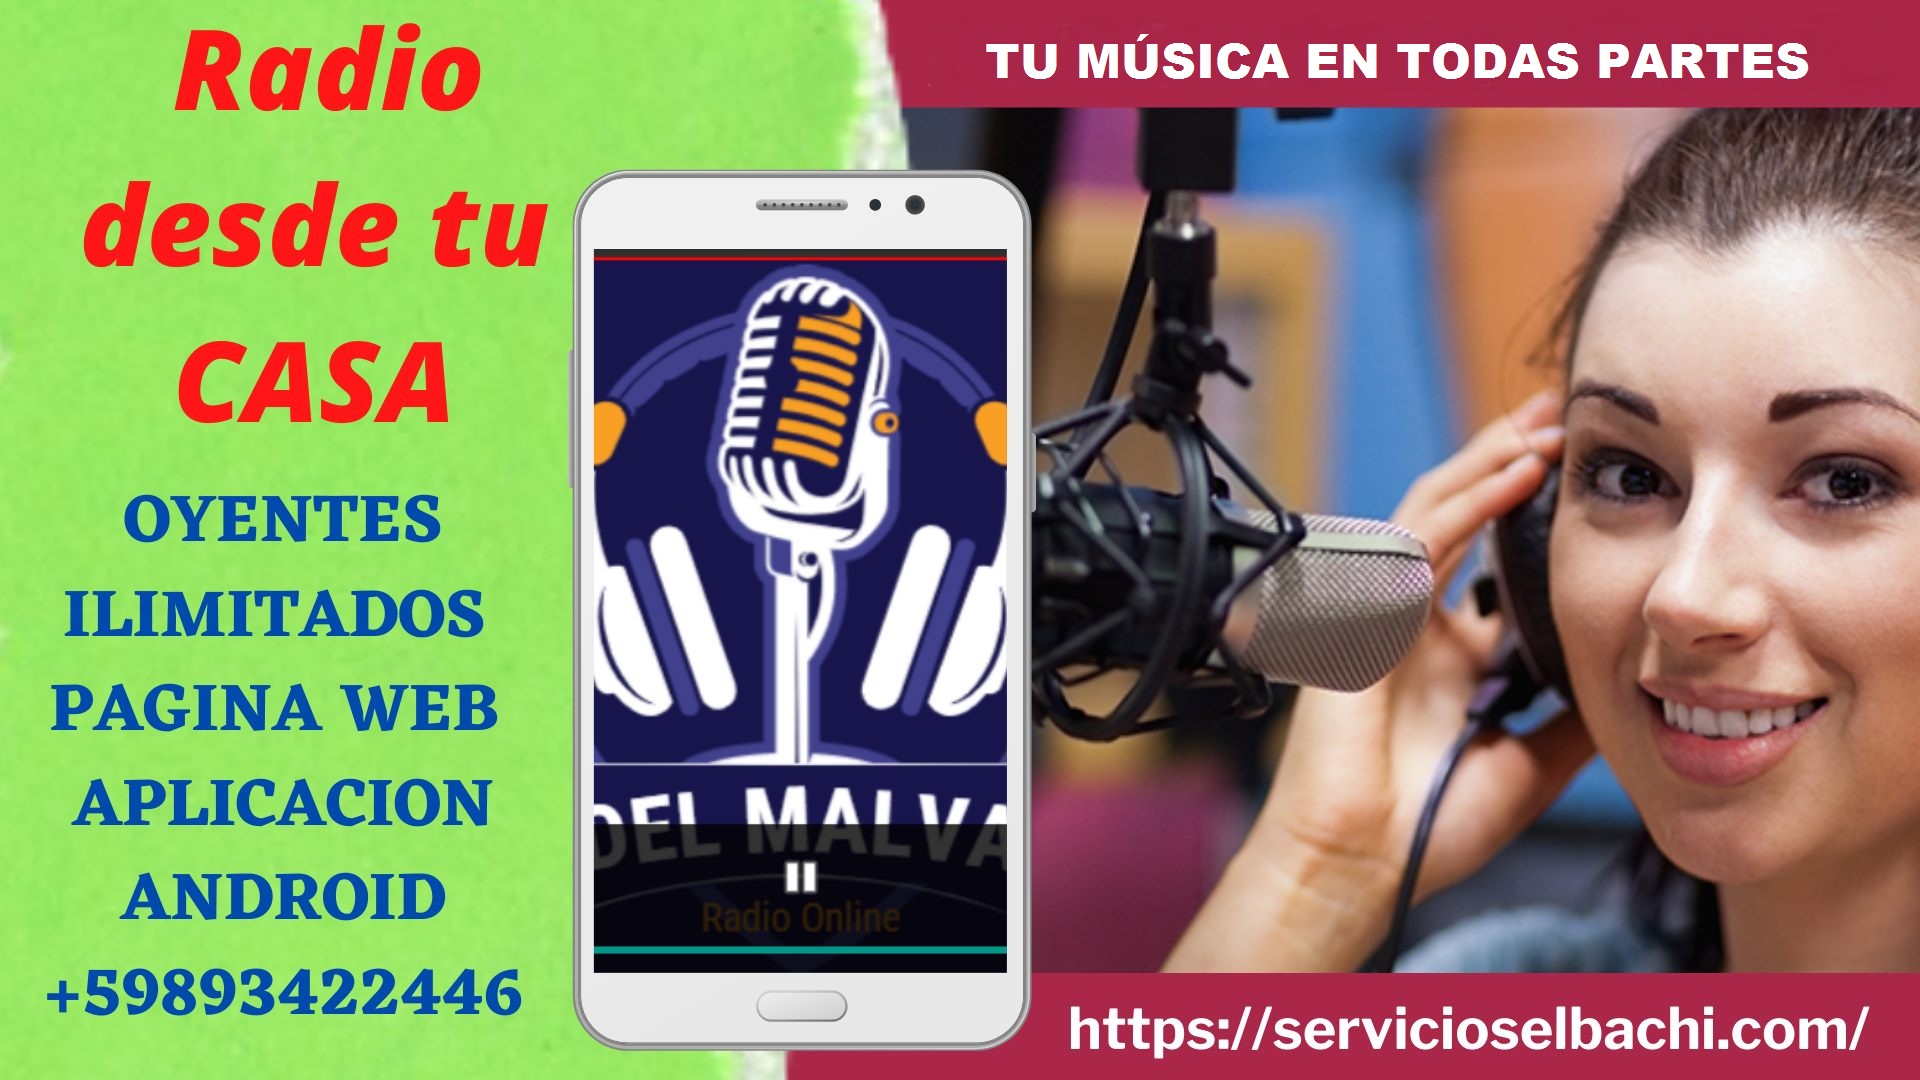 Radio
desde tu
CASA
OYENTES
ILIMITADOS
PAGINA WEB
APLICACION
ANDROID
+59893422446
DEL MALVA
Radio Online
TU MÚSICA EN TODAS PARTES
https://servicioselbachi.com/